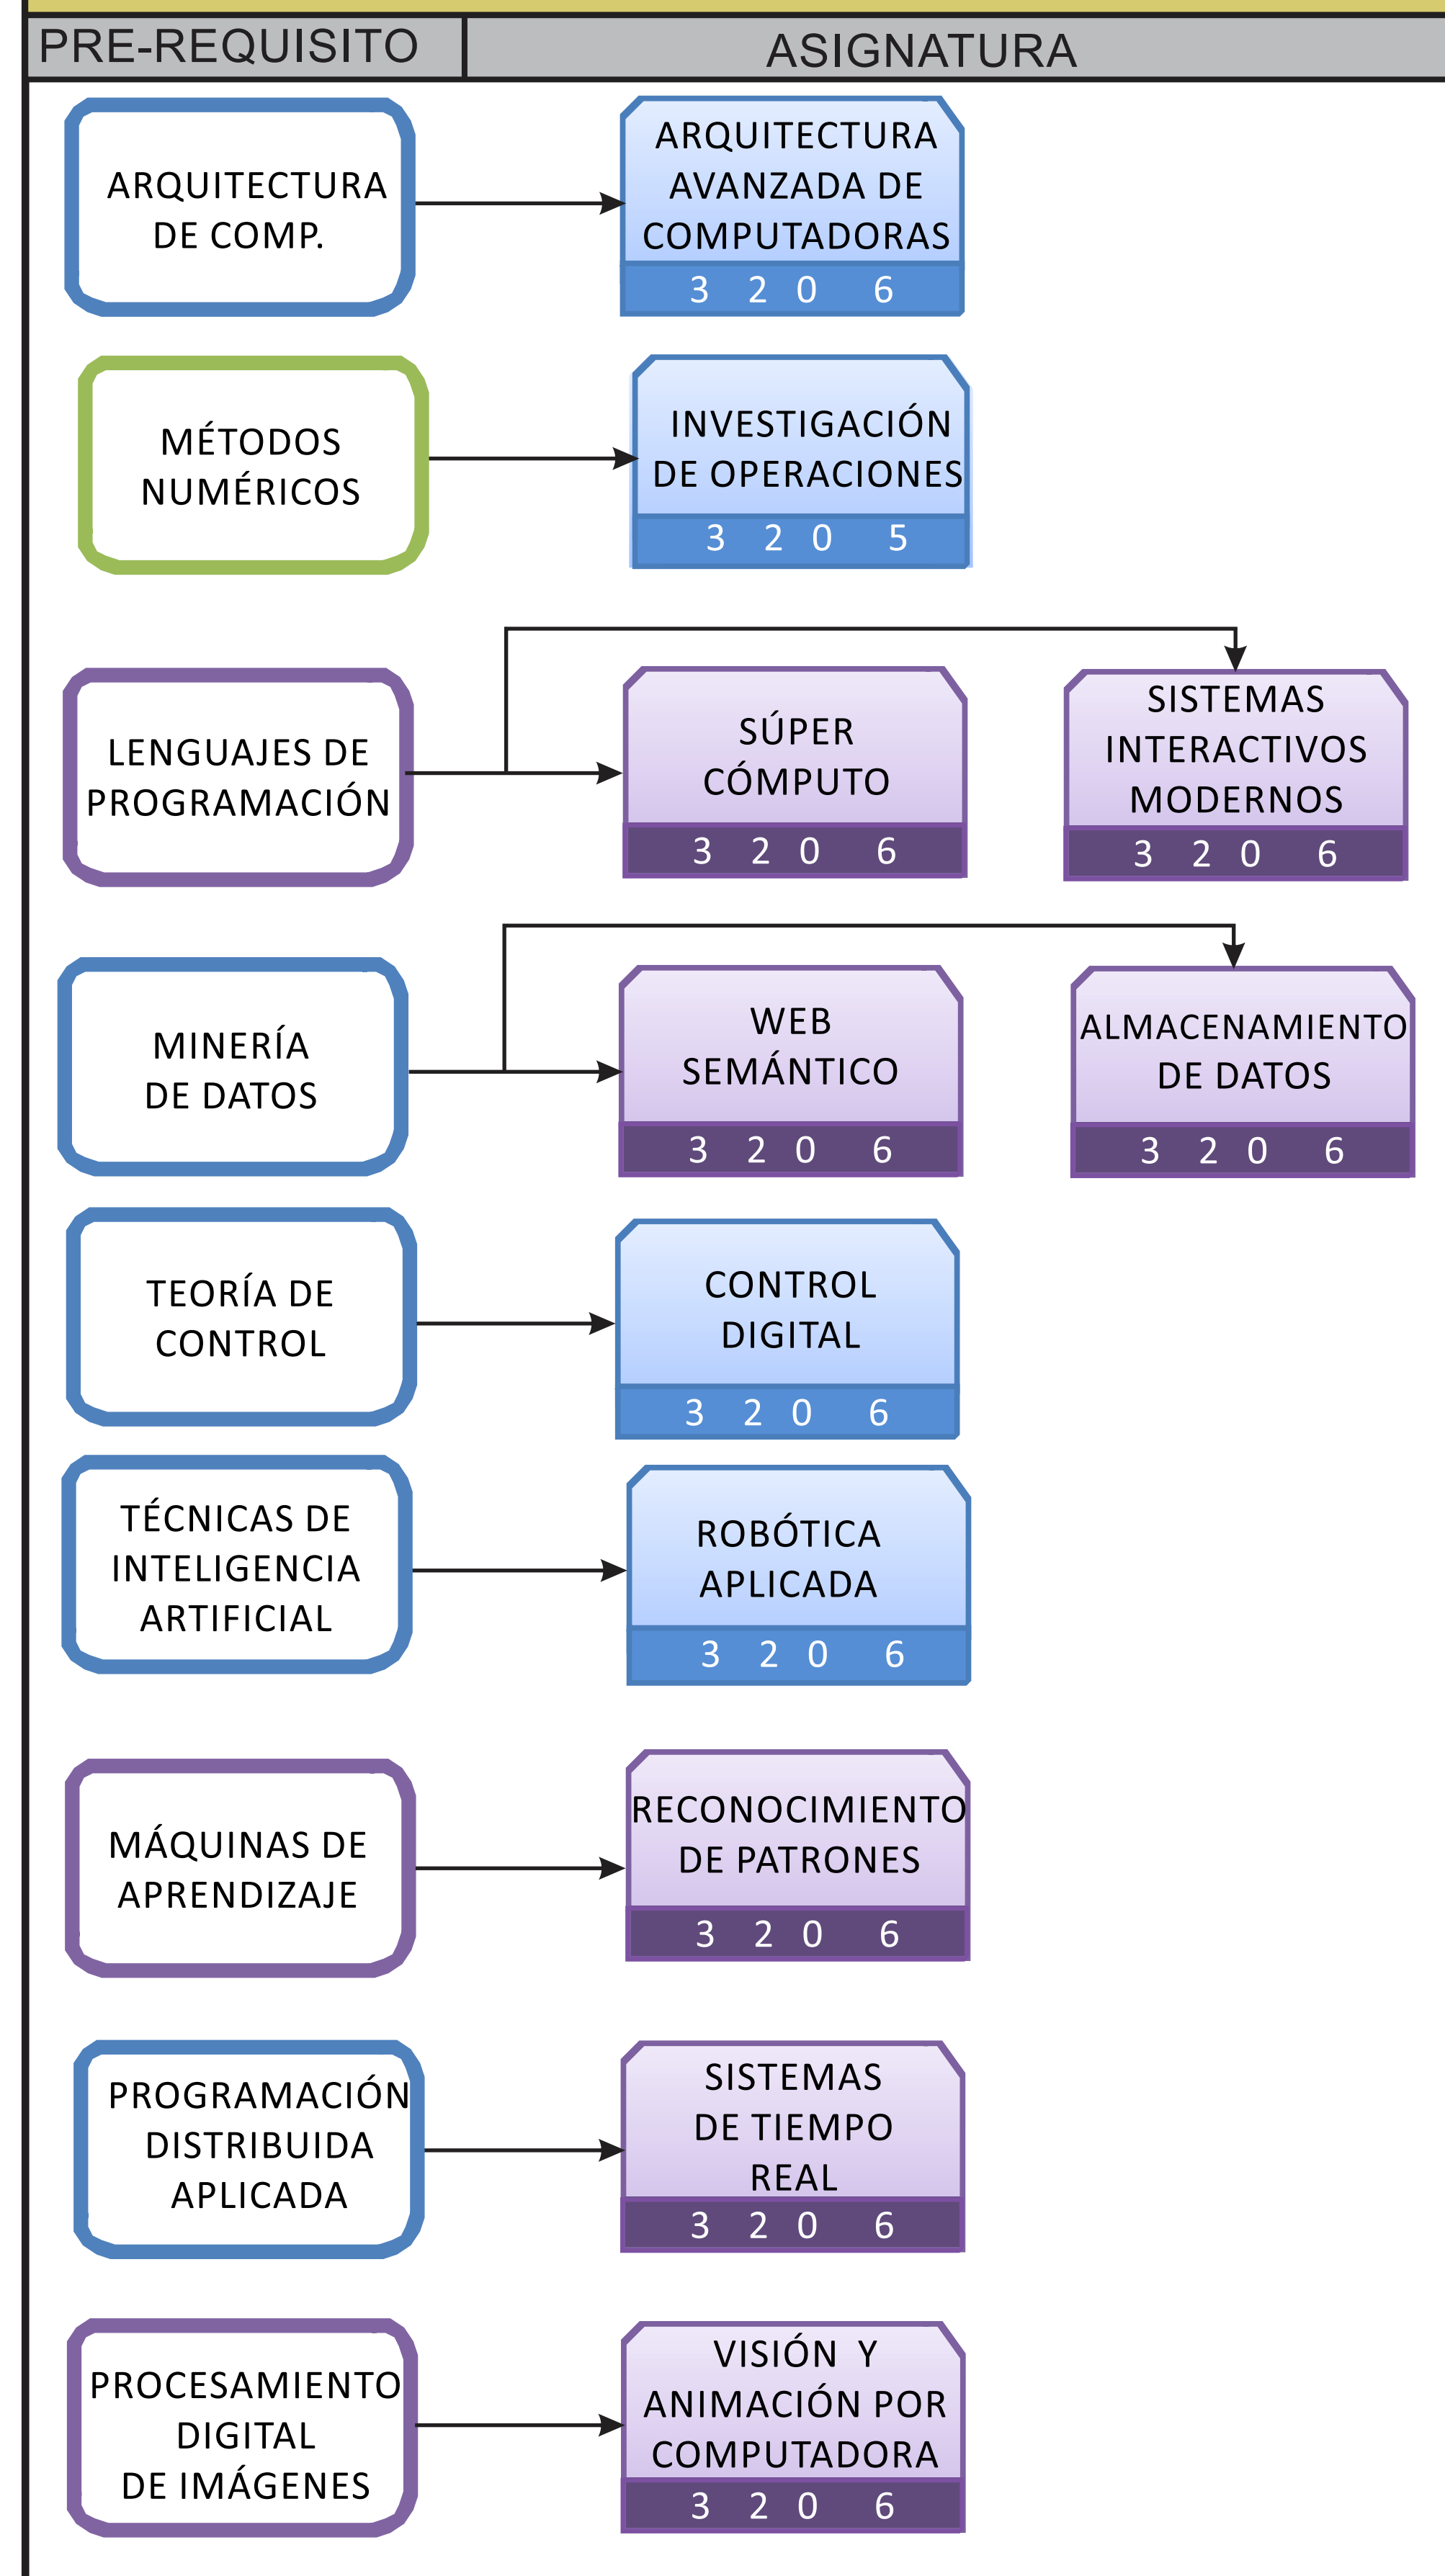 PRE-REQUISITO
ASIGNATURA
ARQUITECTURA
DE COMP.
ARQUITECTURA
AVANZADA DE
COMPUTADORAS
3 2 0 6
MÉTODOS
NUMÉRICOS
INVESTIGACIÓN
DE OPERACIONES
3 2 0 5
LENGUAJES DE
PROGRAMACIÓN
SÚPER
CÓMPUTO
3 2 0 6
SISTEMAS
INTERACTIVOS
MODERNOS
3 2 0 6
MINERÍA
DE DATOS
WEB
SEMÁNTICO
3 2 0 6
ALMACENAMIENTO
DE DATOS
3 2 0 6
TEORÍA DE
CONTROL
CONTROL
DIGITAL
3 2 0 6
TÉCNICAS DE
INTELIGENCIA
ARTIFICIAL
ROBÓTICA
APLICADA
3 2 0 6
MÁQUINAS DE
APRENDIZAJE
RECONOCIMIENTO
DE PATRONES
3 2 0 6
PROGRAMACIÓN
DISTRIBUIDA
APLICADA
SISTEMAS
DE TIEMPO
REAL
3 2 0 6
PROCESAMIENTO
DIGITAL
DE IMÁGENES
VISIÓN Y
ANIMACIÓN POR
COMPUTADORA
3 2 0 6